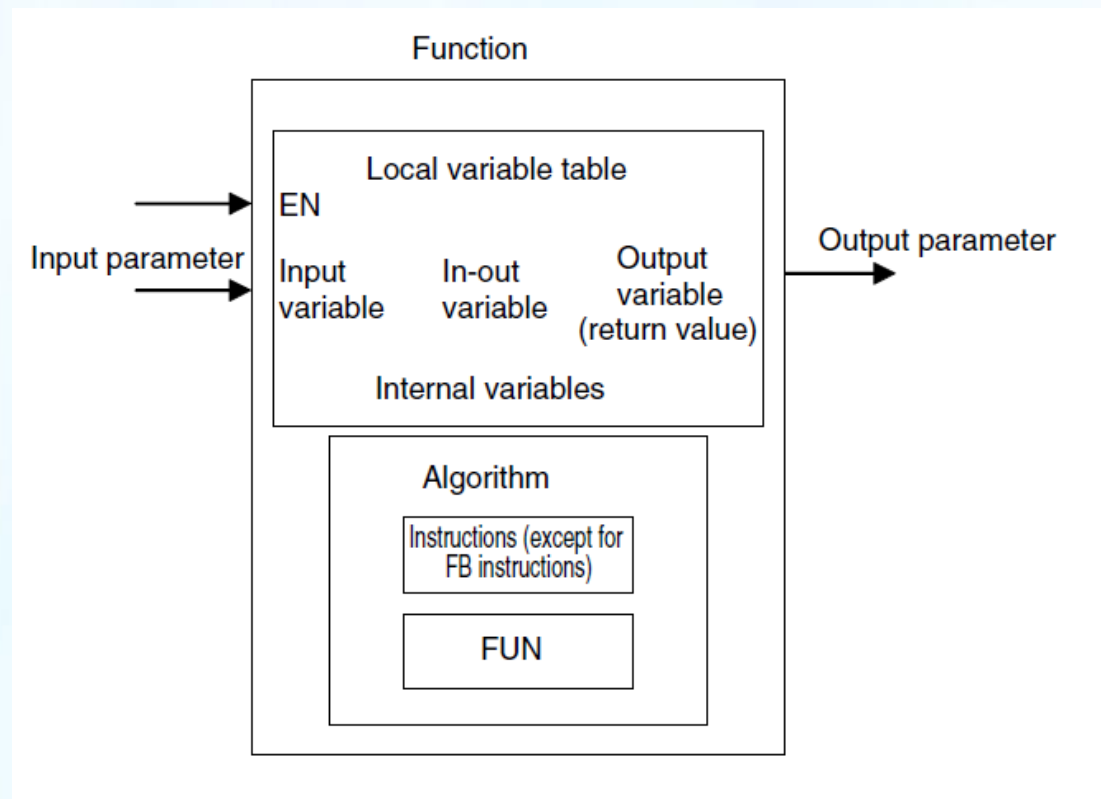 Function
Local variable table
EN
Input parameter
Input
variable
In-out
variable
Output
variable
(return value)
Output parameter
Internal variables
Algorithm
Instructions (except for
FB instructions)
FUN